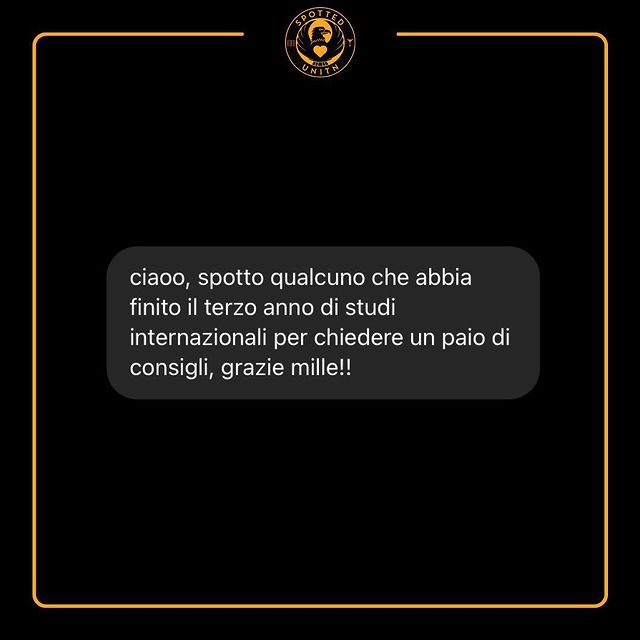 SPOTTED
UNITN
ciaoo, spotto qualcuno che abbia
finito il terzo anno di studi
internazionali per chiedere un paio di
consigli, grazie mille!!